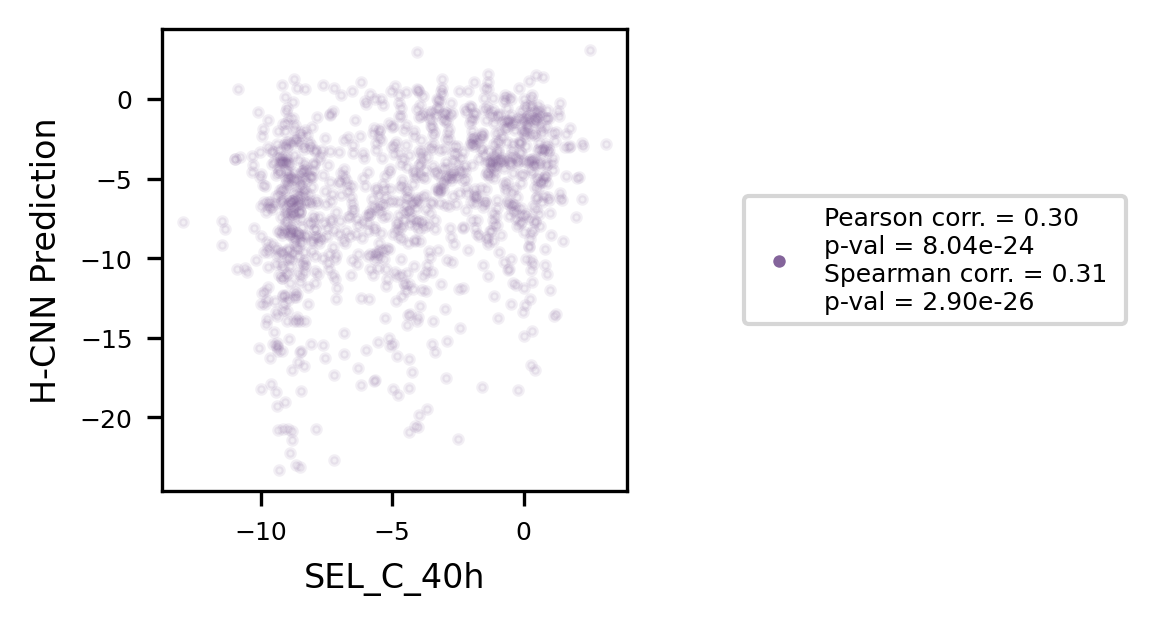 H-CNN Prediction
0
−5
−10
−15
−20
−10
−5
0
SEL_C_40h
Pearson corr. = 0.30
p-val = 8.04e-24
Spearman corr. = 0.31
p-val = 2.90e-26